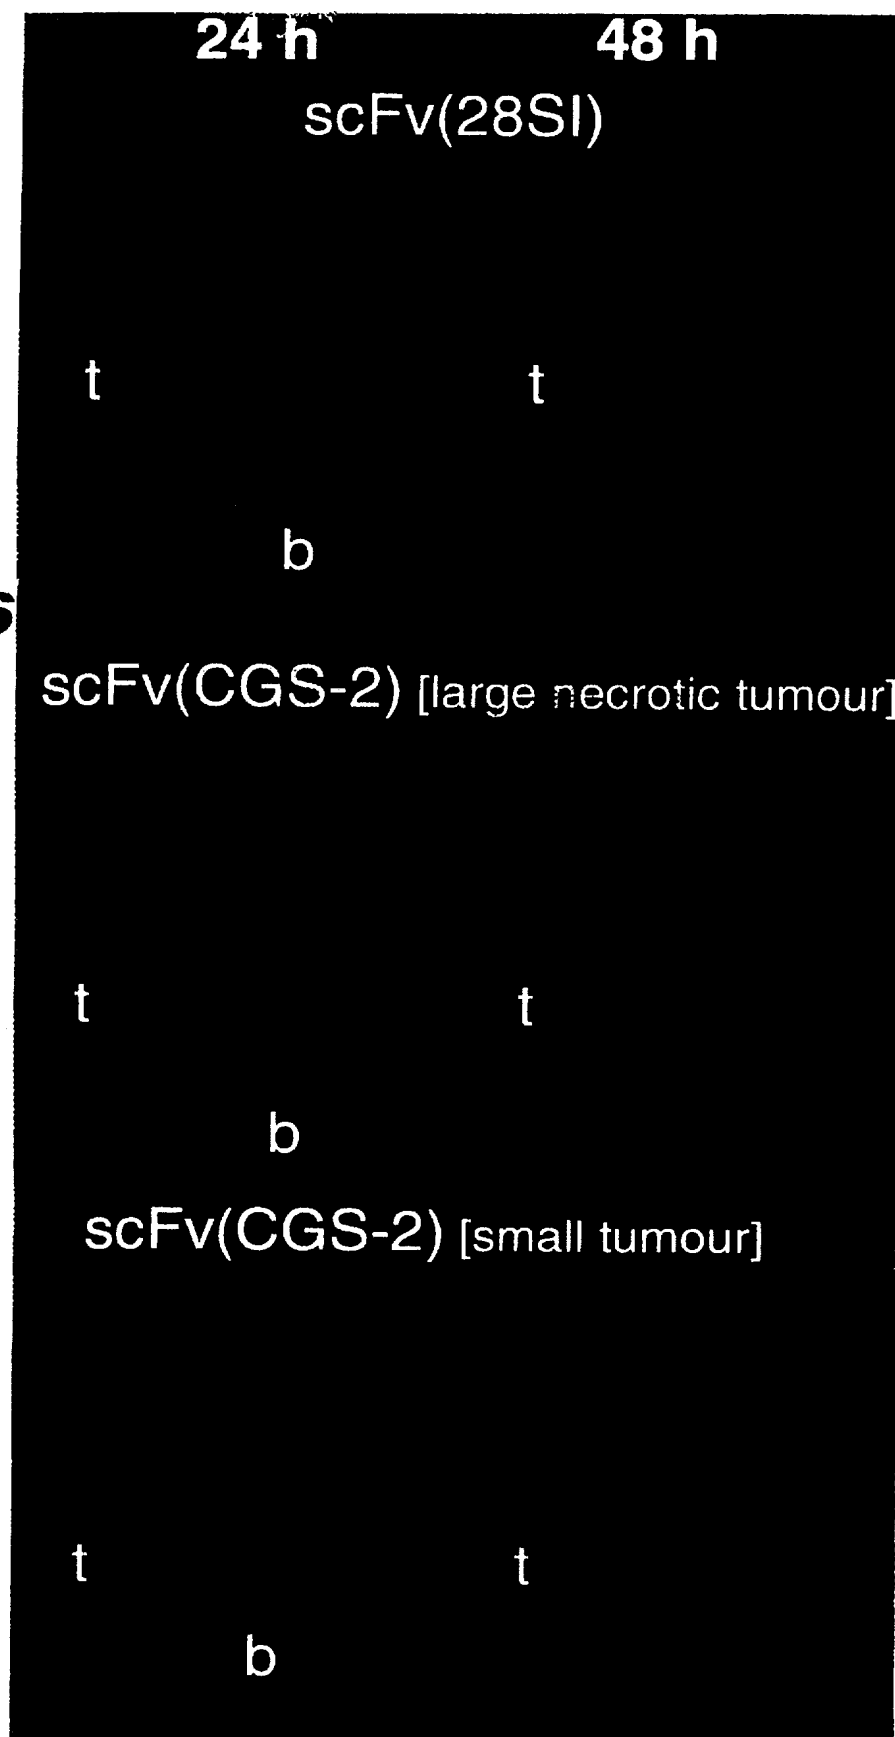 24 h 48 h
scFv(28SI)
t t
b
scFv(CGS-2) [large necrotic tumour]
t t
b
scFv(CGS-2) [small tumour]
t t
b